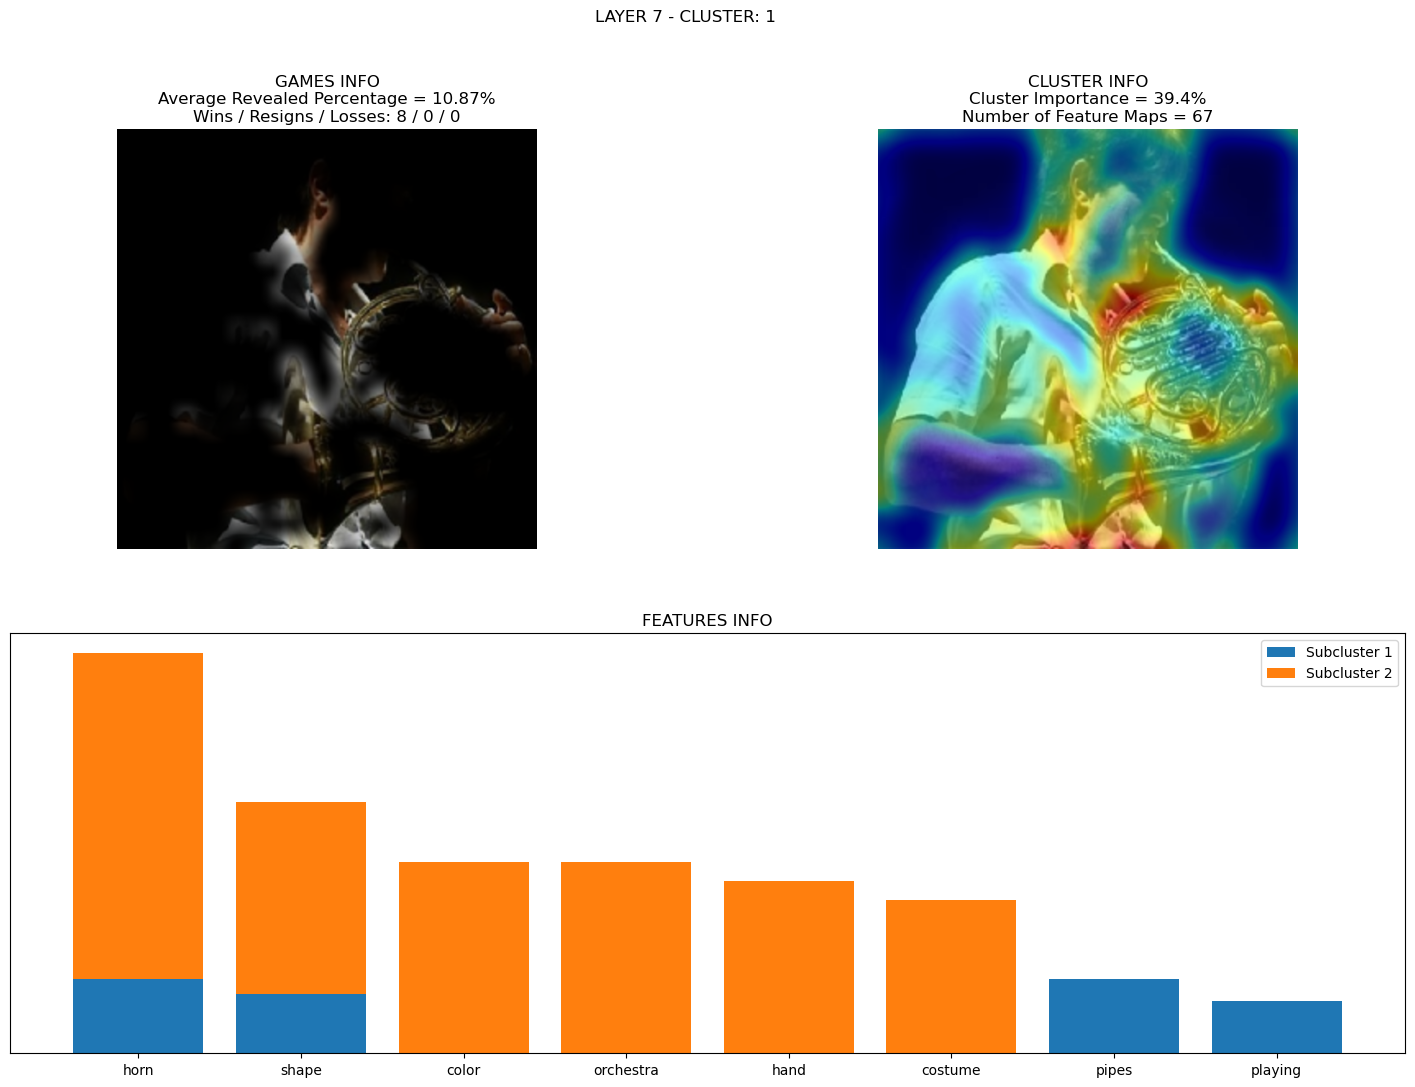 LAYER 7 - CLUSTER: 1
GAMES INFO
Average Revealed Percentage = 10.87%
Wins / Resigns / Losses: 8 / 0 / 0
CLUSTER INFO
Cluster Importance = 39.4%
Number of Feature Maps = 67
FEATURES INFO
Subcluster 1
Subcluster 2
horn
shape
color
orchestra
hand
costume
pipes
playing